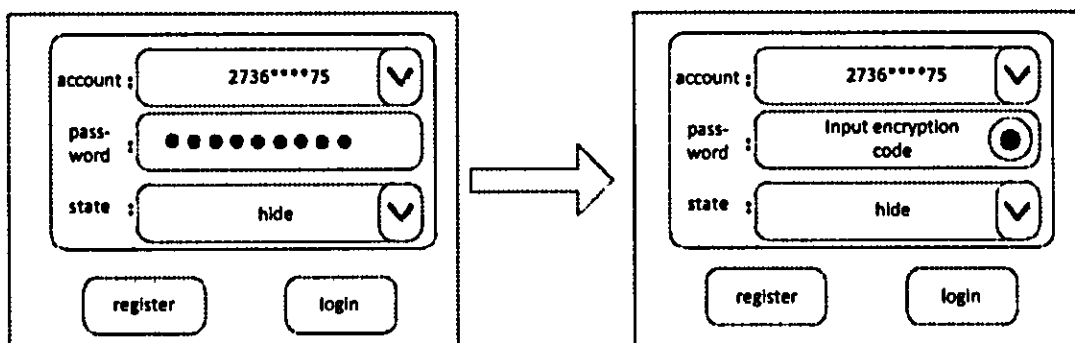 account : 2736****75
pass-
word : ●●●●●●●●●
state : hide
register login
account : 2736****75
pass-
word : Input encryption
code
state : hide
register login